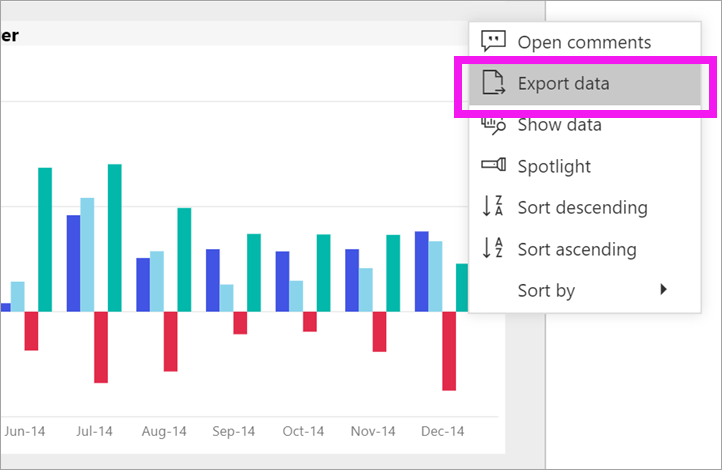 er
Open comments
Export data
Show data
Spotlight
Sort descending
Sort ascending
Sort by
Jun-14 Jul-14 Aug-14 Sep-14 Oct-14 Nov-14 Dec-14